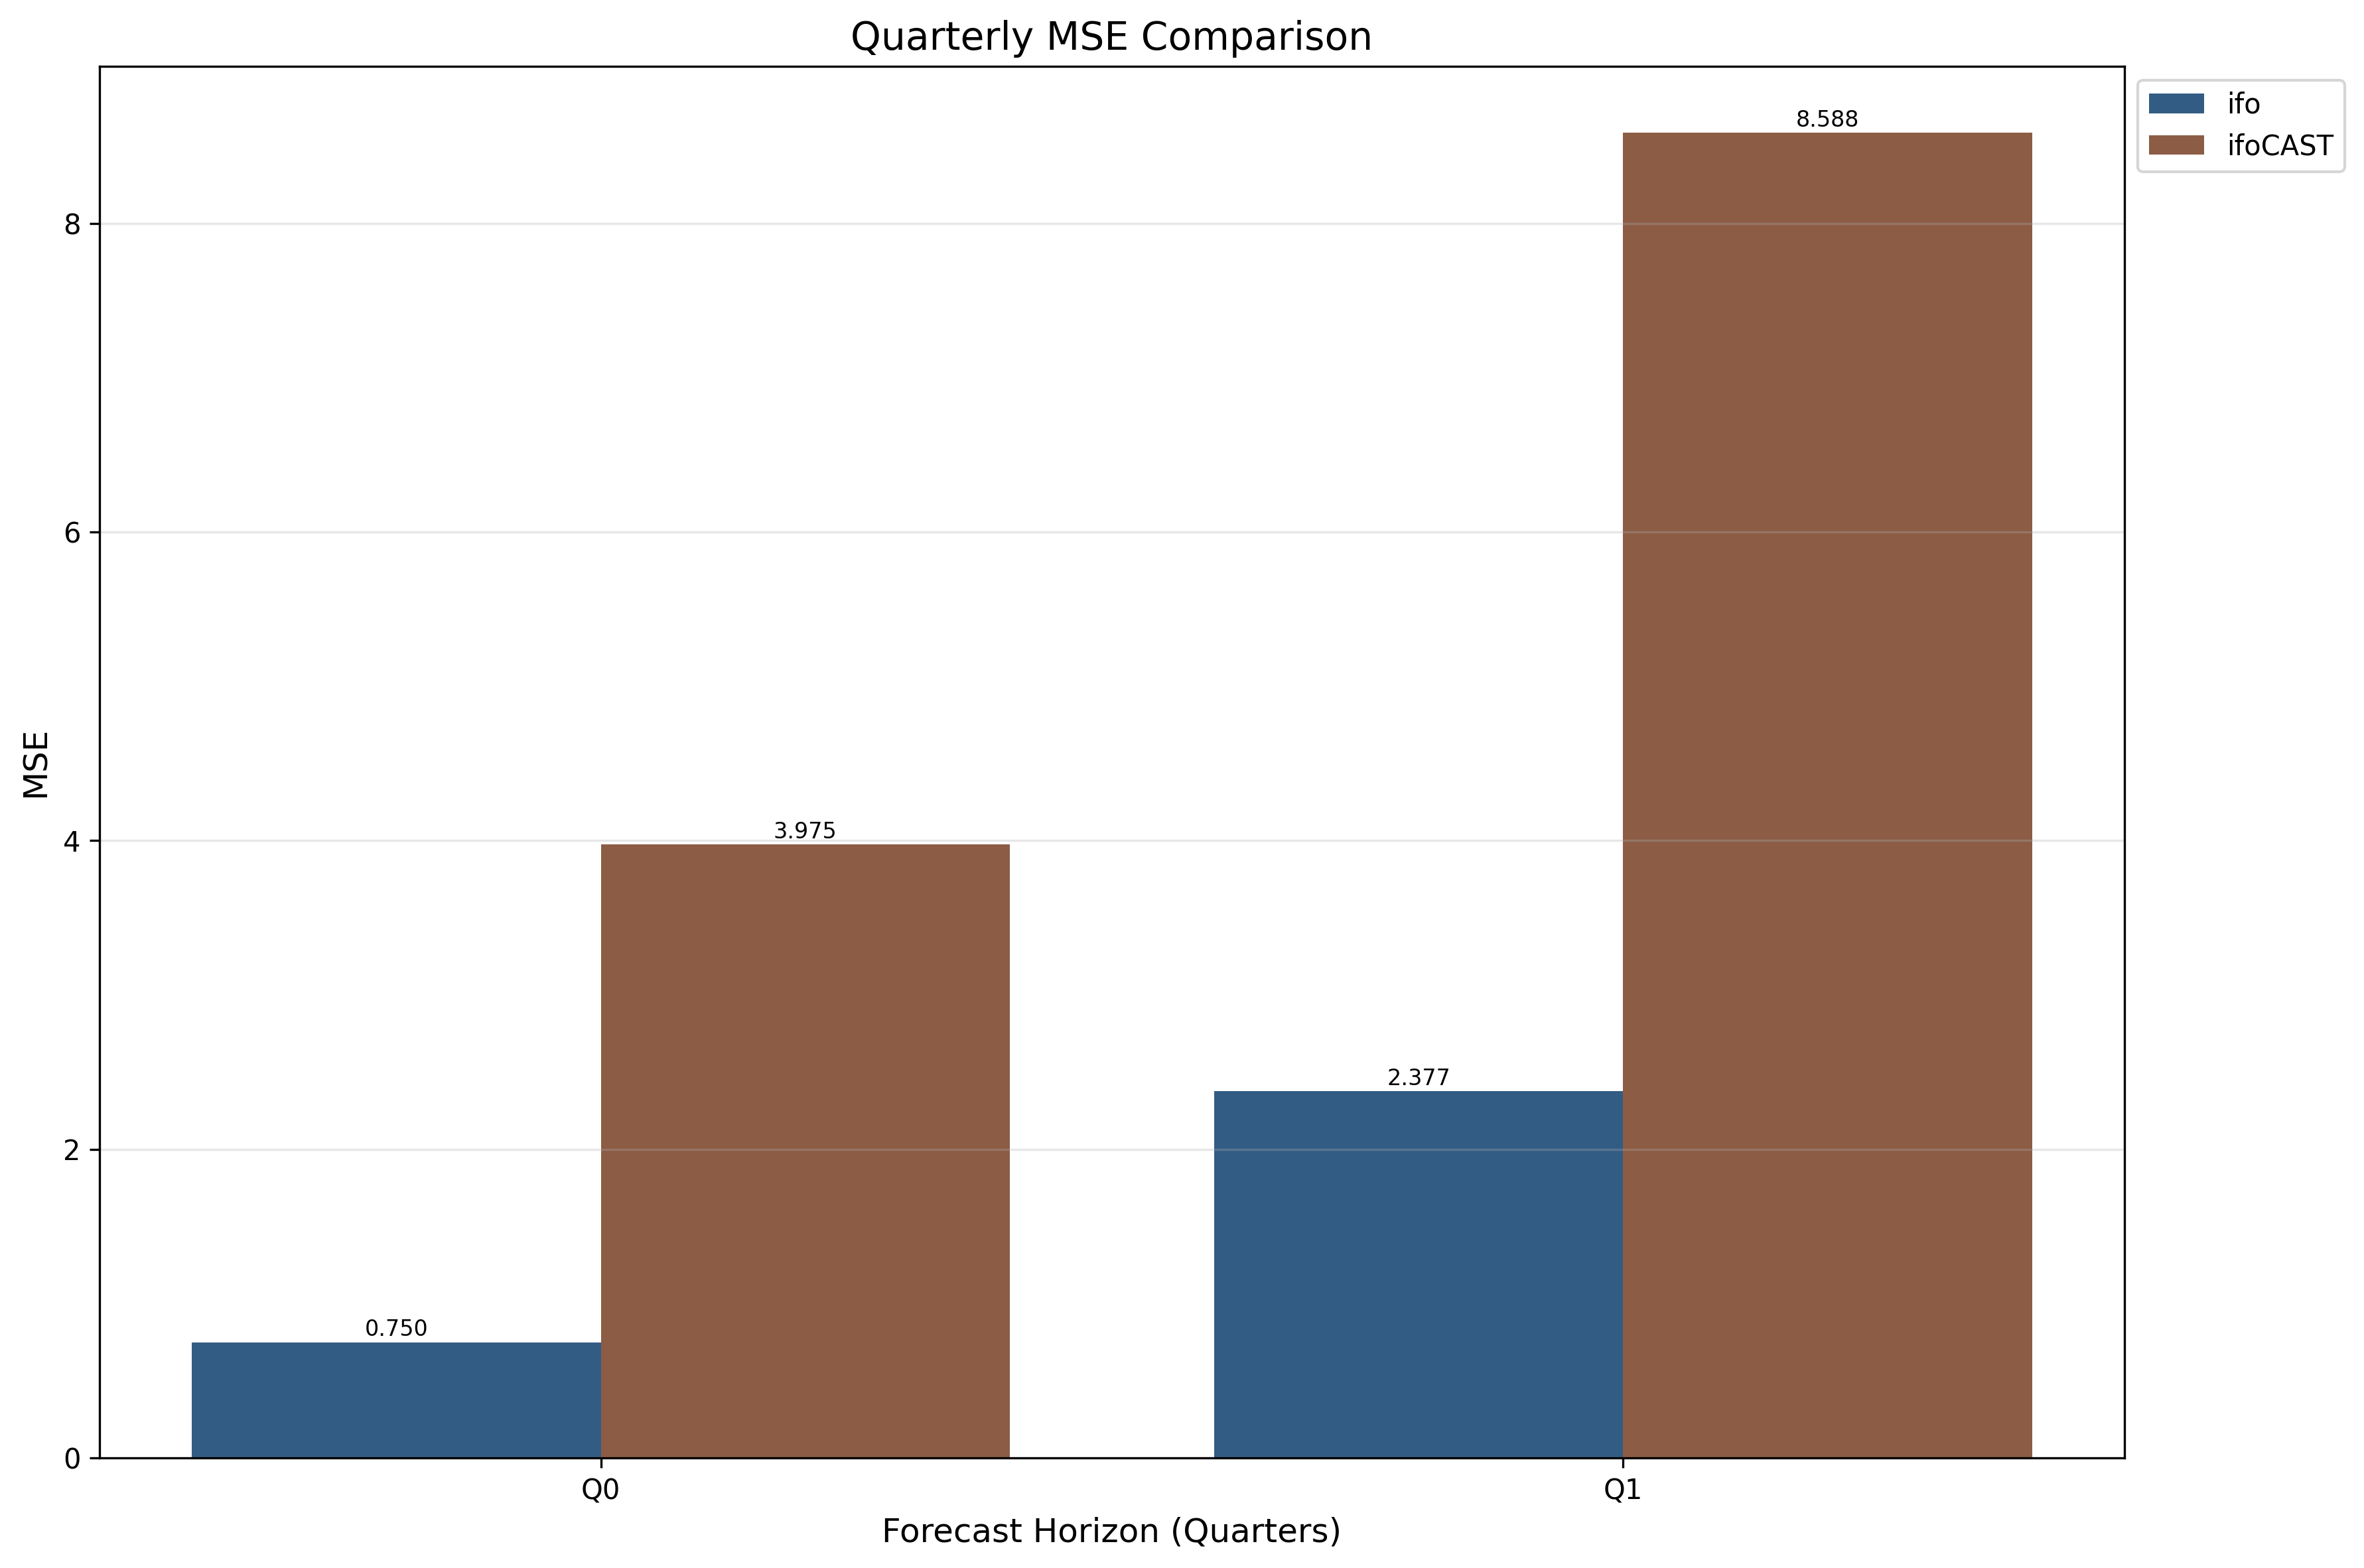 Quarterly MSE Comparison
ifo
ifoCAST
8.588
8
6
MSE
3.975
4
2.377
2
0.750
0
Q0
Q1
Forecast Horizon (Quarters)